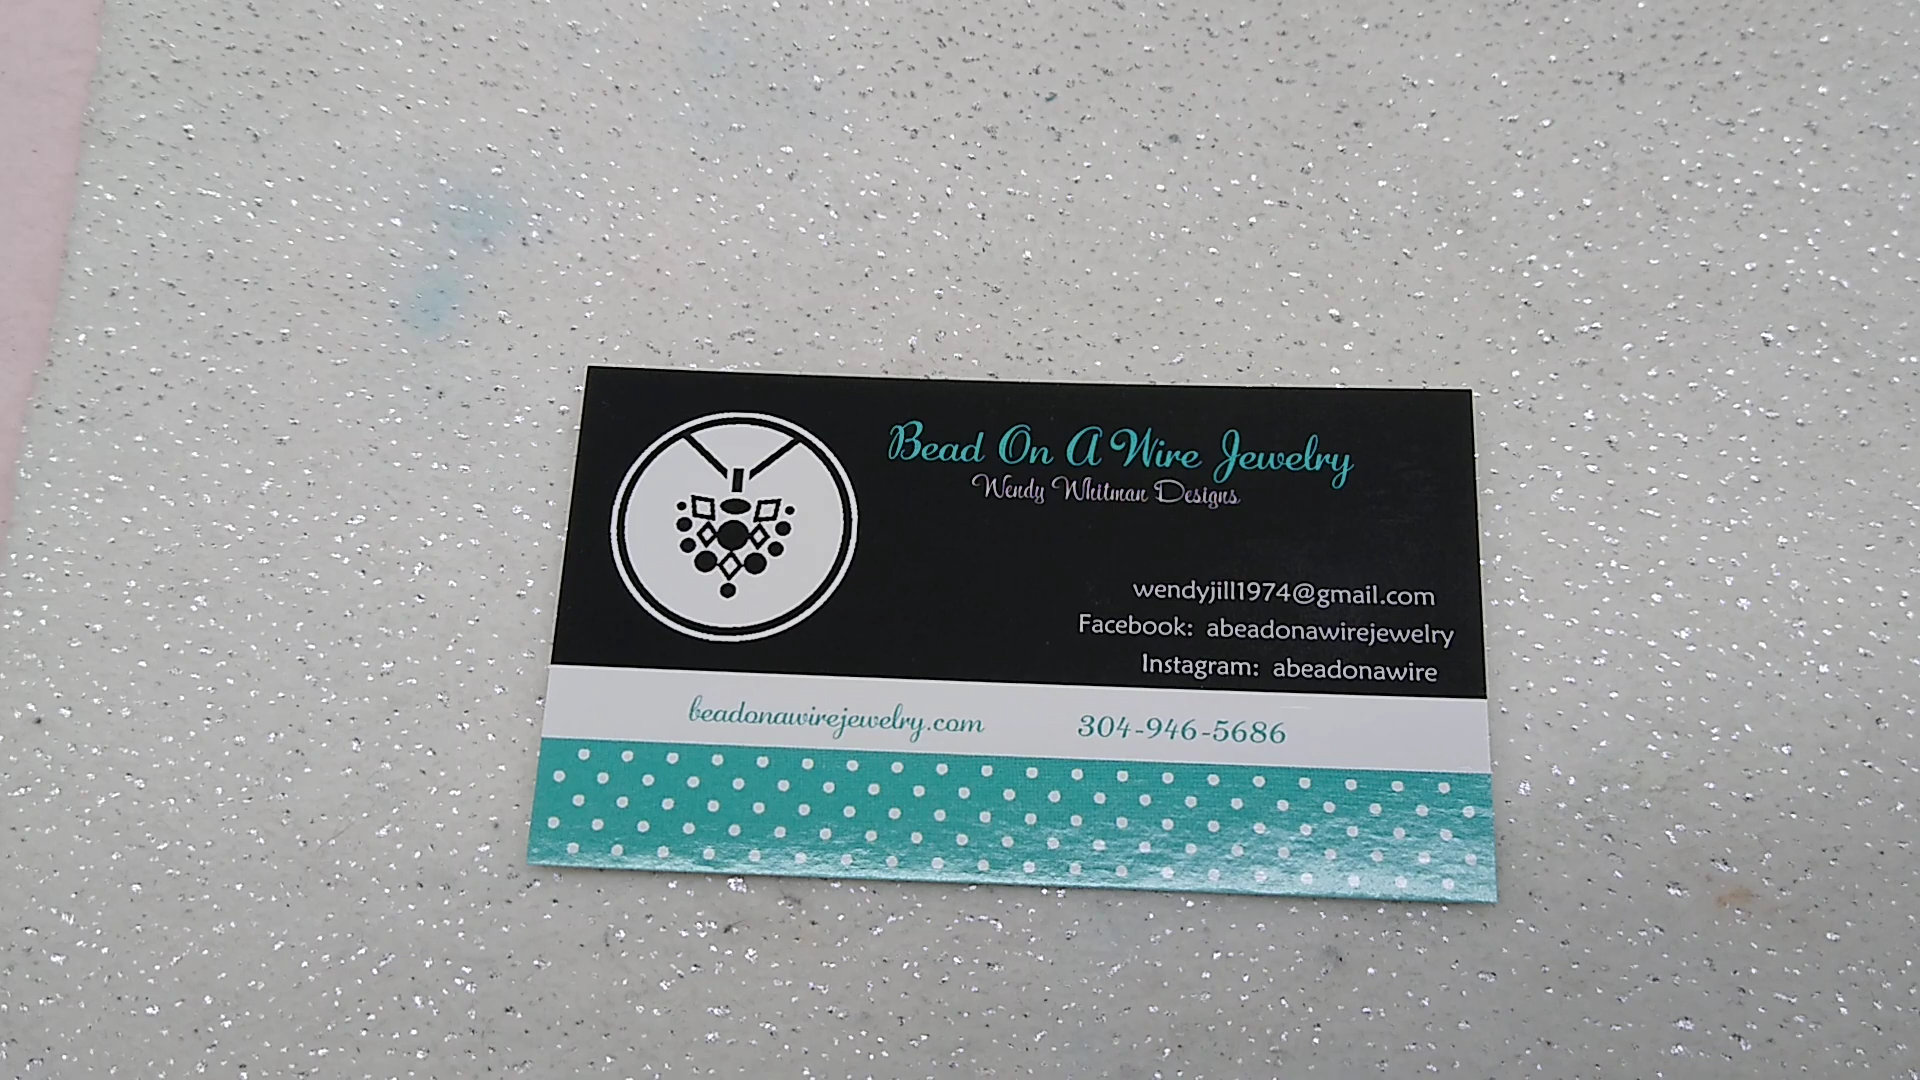 Bead On A Wire Jewelry
Wendy Whitman Designs
wendyjill1974@gmail.com
Facebook: abeadonawirejewelry
Instagram: abeadonawire
beadonawirejewelry.com 304-946-5686